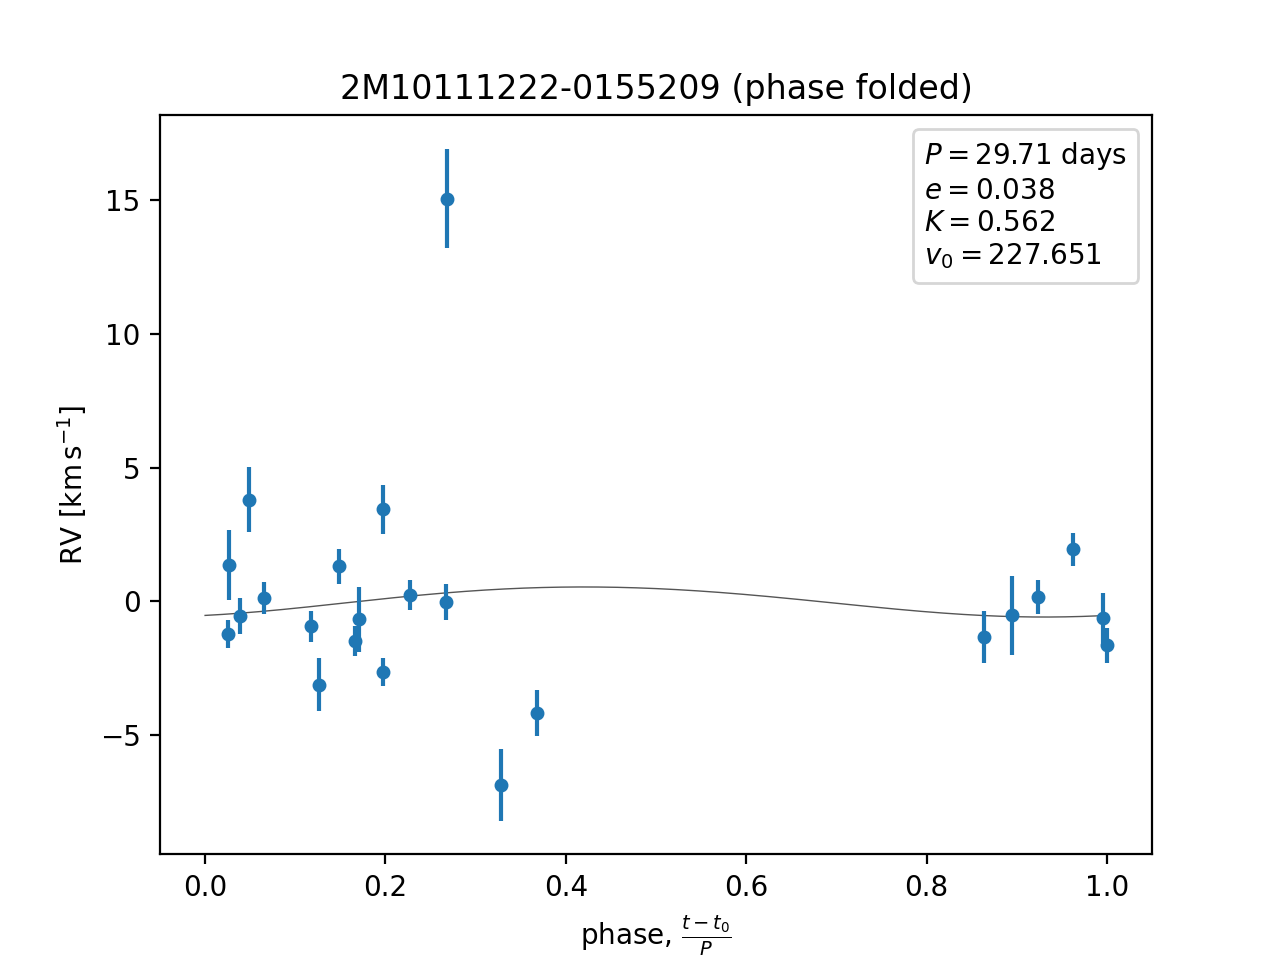 2M10111222-0155209 (phase folded)
P = 29.71 days
e = 0.038
K = 0.562
v₀ = 227.651
15
10
5
0
−5
RV [km s⁻¹]
0.0 0.2 0.4 0.6 0.8 1.0
phase, (t − t₀)/P